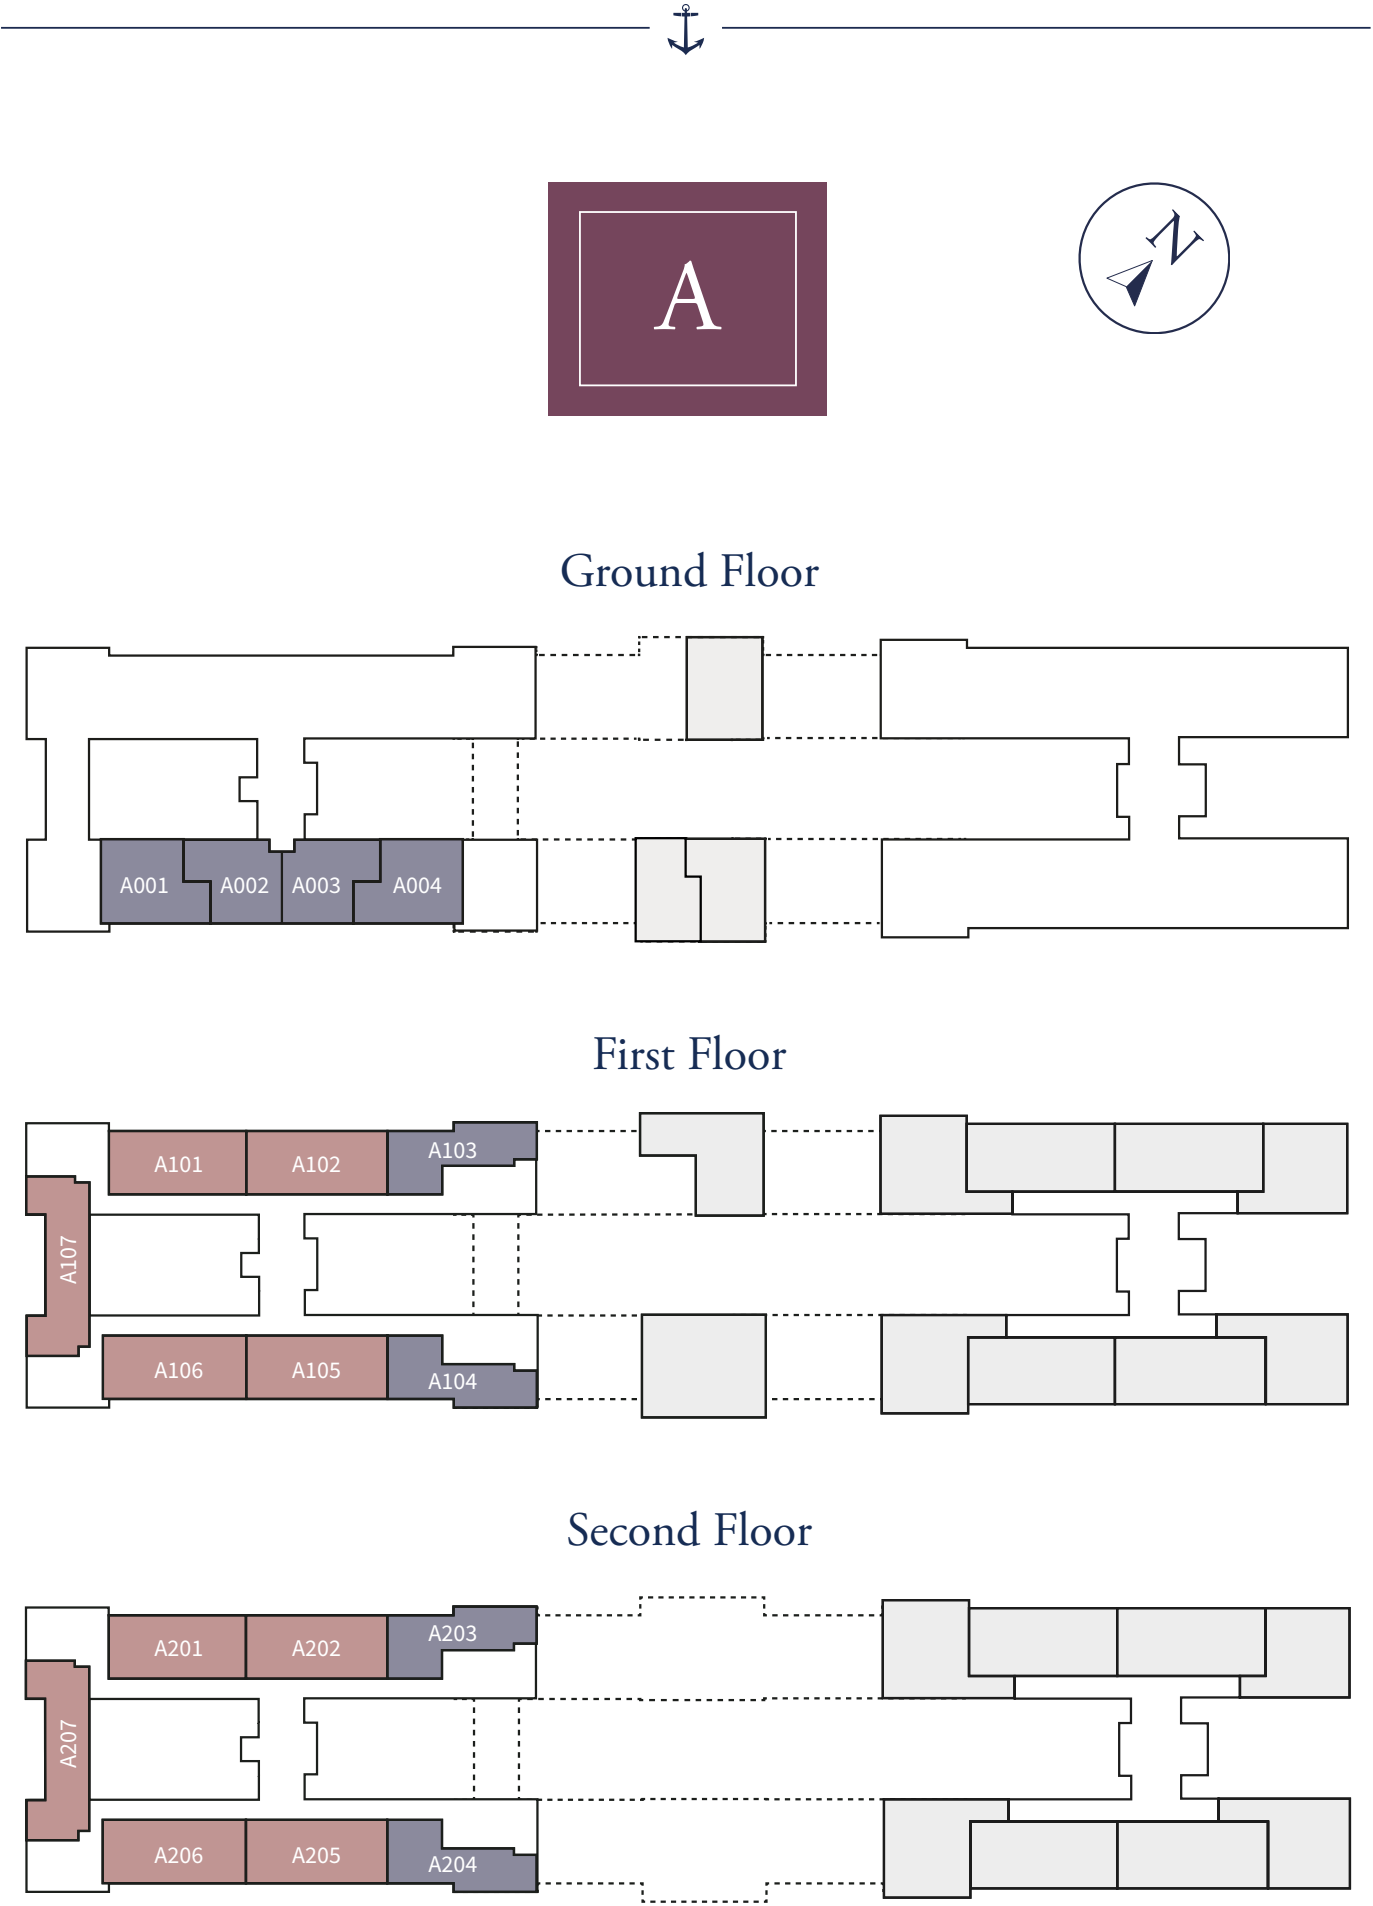 A
N
Ground Floor
A001 A002 A003 A004
First Floor
A103
A101 A102
A107
A106 A105
A104
Second Floor
A203
A201 A202
A207
A206 A205
A204